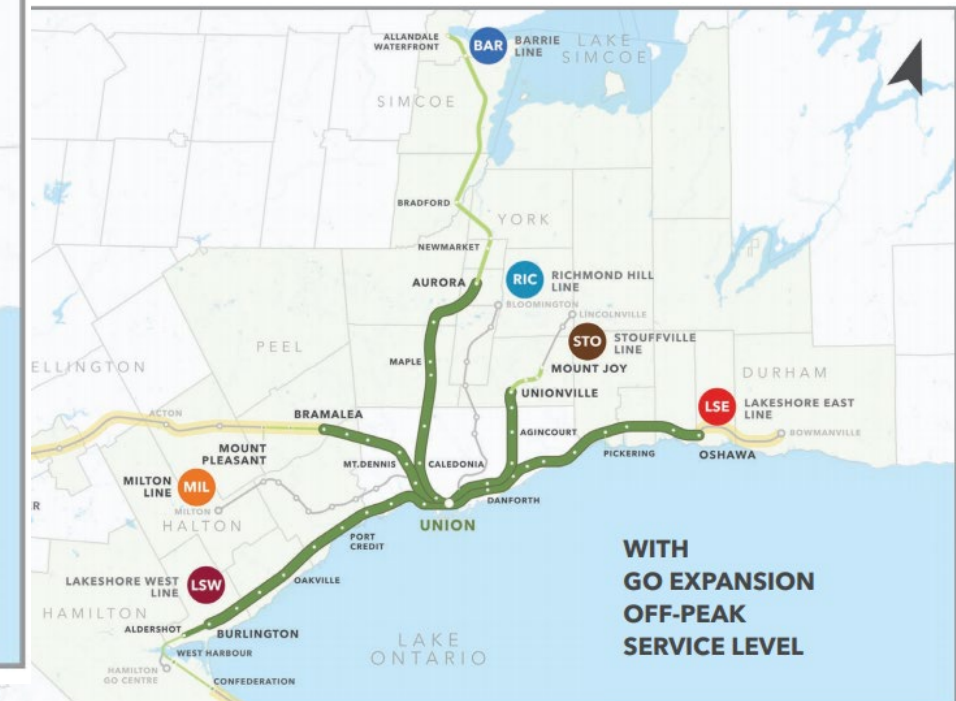 ALLANDALE
WATERFRONT
BAR
BARRIE
LINE
LAKE
SIMCOE
SIMCOE
BRADFORD
YORK
NEWMARKET
AURORA
RIC
RICHMOND HILL
LINE
BLOOMINGTON
LINCOLNVILLE
STO
STOUFFVILLE
LINE
PEEL
MAPLE
MOUNT JOY
ELLINGTON
DURHAM
UNIONVILLE
LSE
LAKESHORE EAST
LINE
ACTON
BRAMALEA
AGINCOURT
BOWMANVILLE
MOUNT
PLEASANT
MT.DENNIS
CALEDONIA
PICKERING
OSHAWA
MILTON
LINE
MIL
DANFORTH
MILTON
HALTON
UNION
R
PORT
CREDIT
WITH
GO EXPANSION
OFF-PEAK
SERVICE LEVEL
LAKESHORE WEST
LINE
LSW
OAKVILLE
HAMILTON
ALDERSHOT
BURLINGTON
LAKE
ONTARIO
WEST HARBOUR
HAMILTON
GO CENTRE
CONFEDERATION